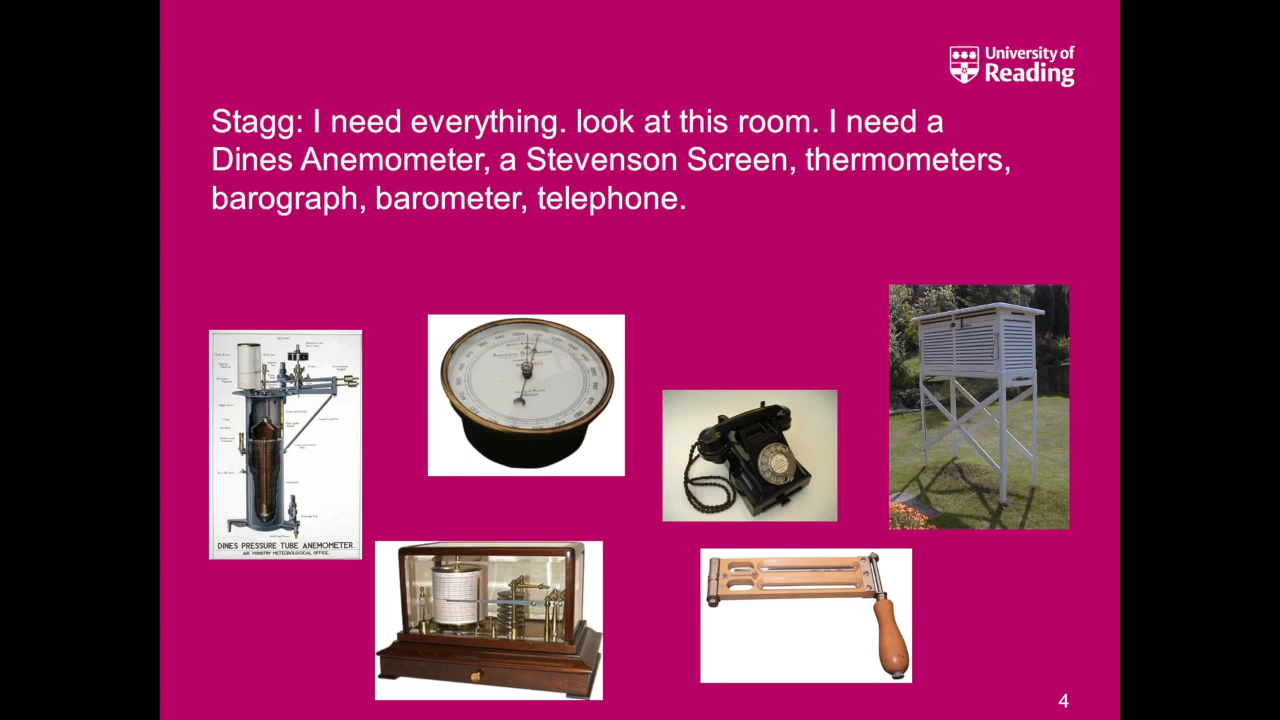 University of
Reading
Stagg: I need everything. look at this room. I need a
Dines Anemometer, a Stevenson Screen, thermometers,
barograph, barometer, telephone.
DINES PRESSURE TUBE ANEMOMETER.
AIR MINISTRY METEOROLOGICAL OFFICE.
4